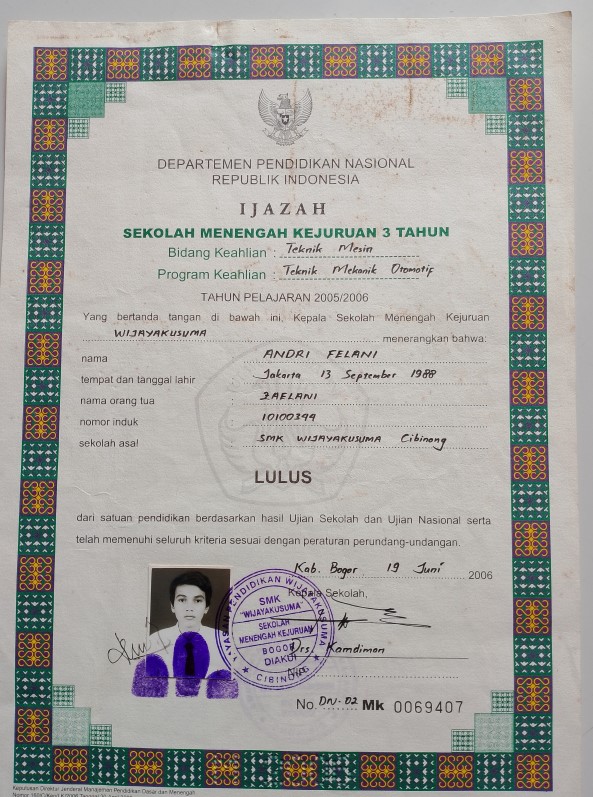 DEPARTEMEN PENDIDIKAN NASIONAL
REPUBLIK INDONESIA
IJAZAH
SEKOLAH MENENGAH KEJURUAN 3 TAHUN
Bidang Keahlian : Teknik Mesin
Program Keahlian : Teknik Mekanik Otomotif
TAHUN PELAJARAN 2005/2006
Yang bertanda tangan di bawah ini, Kepala Sekolah Menengah Kejuruan
WIJAYAKUSUMA menerangkan bahwa:
nama : ANDRI FELANI
tempat dan tanggal lahir : Jakarta 13 September 1988
nama orang tua : ZAELANI
nomor induk : 10100344
sekolah asal : SMK WIJAYAKUSUMA Cibinong
LULUS
dari satuan pendidikan berdasarkan hasil Ujian Sekolah dan Ujian Nasional serta
telah memenuhi seluruh kriteria sesuai dengan peraturan perundang-undangan.
Kab. Bogor 19 Juni 2006
Kepala Sekolah,
YAYASAN PENDIDIKAN WIJAYAKUSUMA
SMK
"WIJAYAKUSUMA"
SEKOLAH
MENENGAH KEJURUAN
BOGOR
DIAKUI
★ CIBINONG ★
Drs. Kamdiman
No. DN-02 Mk 0069407
Keputusan Direktur Jenderal Manajemen Pendidikan Dasar dan Menengah